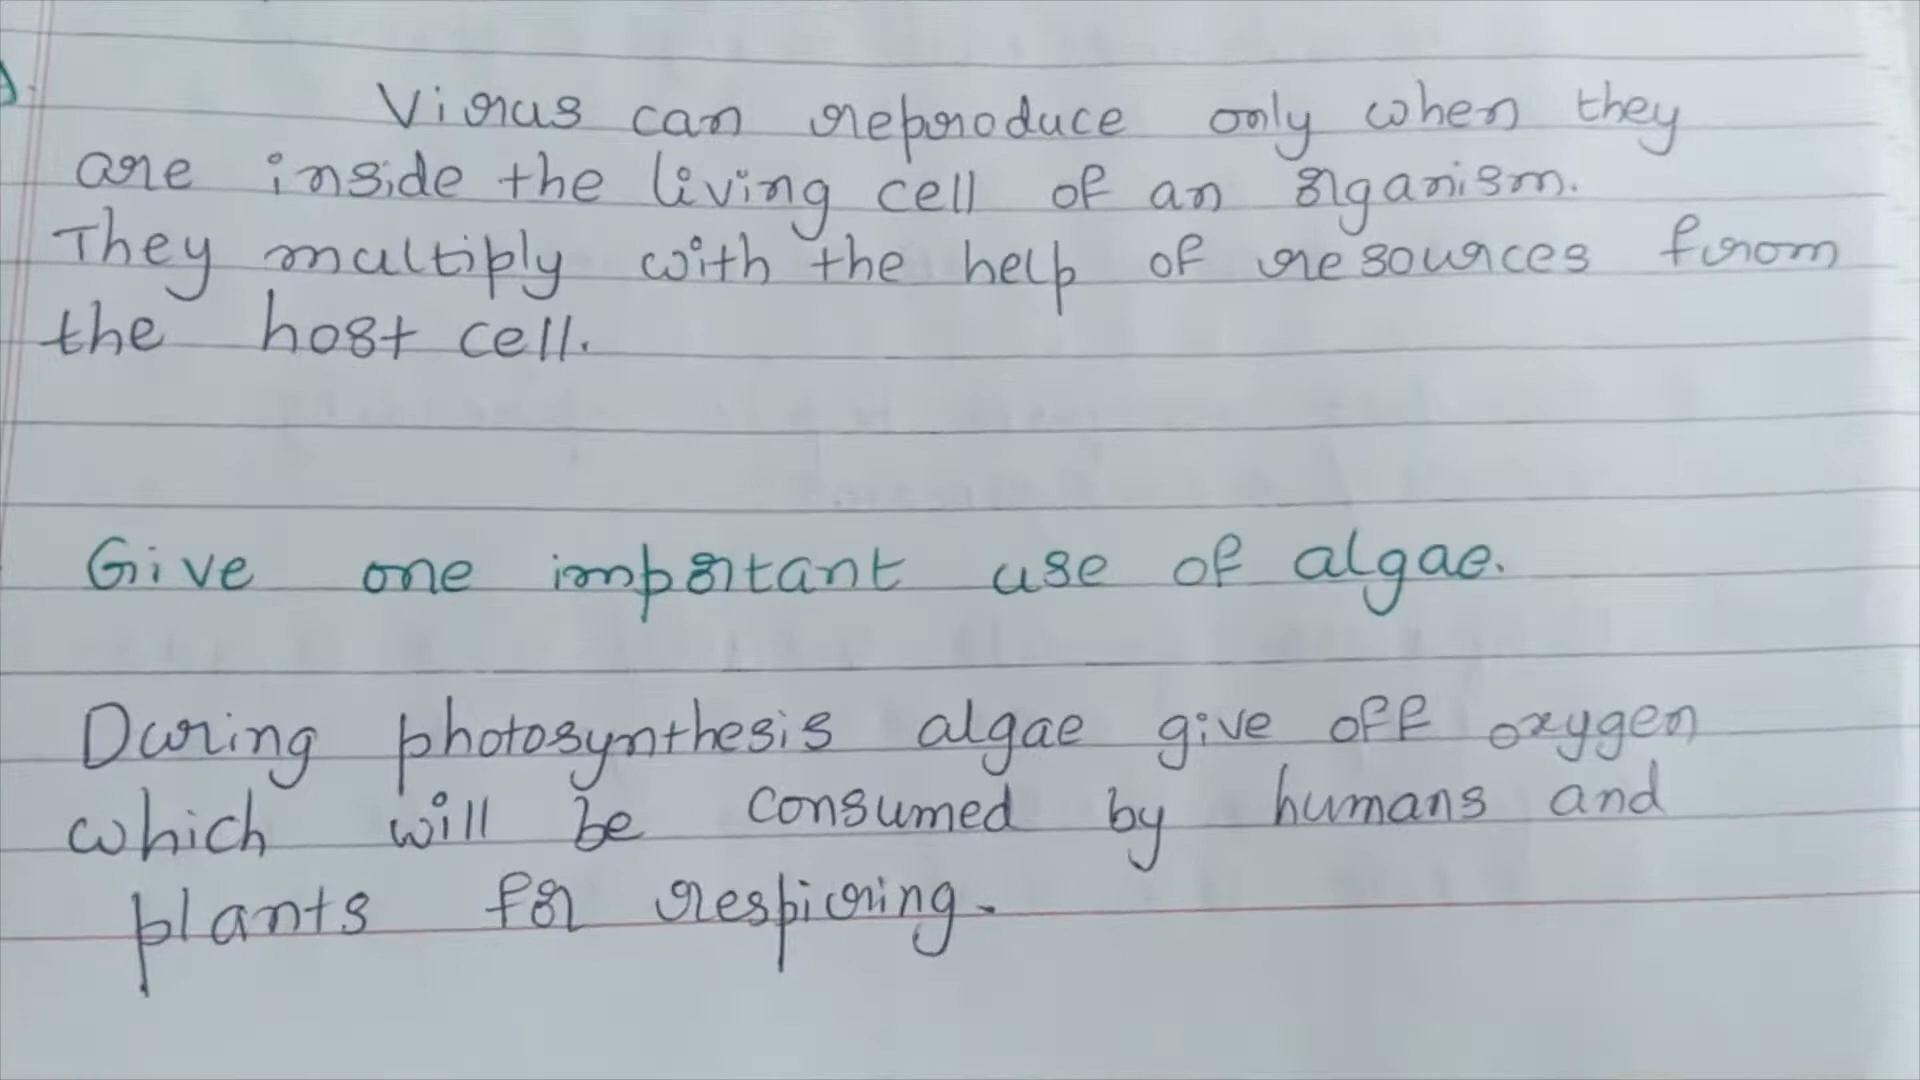 Virus can reproduce only when they
are inside the living cell of an organism.
They multiply with the help of resources from
the host cell.
Give one important use of algae.
During photosynthesis algae give off oxygen
which will be consumed by humans and
plants for respiring.